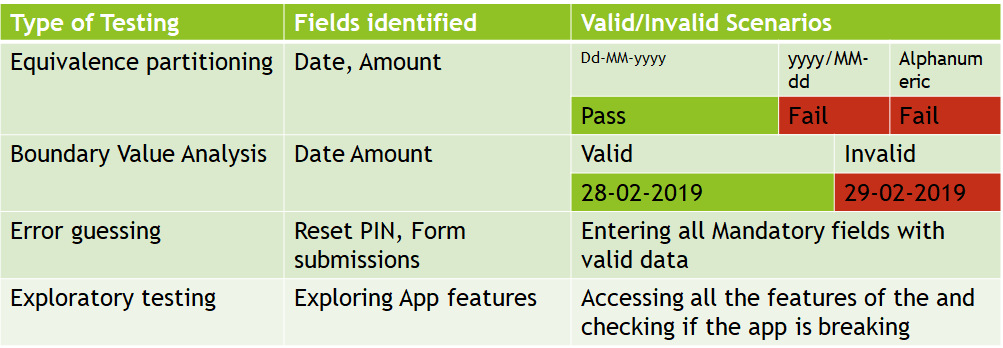 Type of Testing Fields identified Valid/Invalid Scenarios
Equivalence partitioning Date, Amount Dd-MM-yyyy yyyy/MM- Alphanum
dd eric
Pass Fail Fail
Boundary Value Analysis Date Amount Valid Invalid
28-02-2019 29-02-2019
Error guessing Reset PIN, Form Entering all Mandatory fields with
submissions valid data
Exploratory testing Exploring App features Accessing all the features of the and
checking if the app is breaking